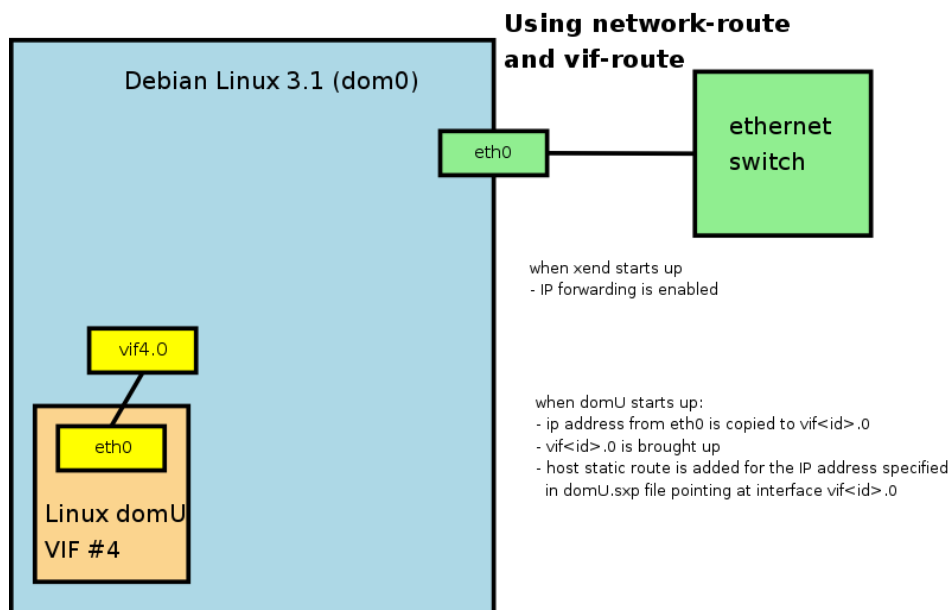 Using network-route
and vif-route
Debian Linux 3.1 (dom0)
eth0
ethernet
switch
when xend starts up
- IP forwarding is enabled
vif4.0
eth0
Linux domU
VIF #4
when domU starts up:
- ip address from eth0 is copied to vif<id>.0
- vif<id>.0 is brought up
- host static route is added for the IP address specified
in domU.sxp file pointing at interface vif<id>.0